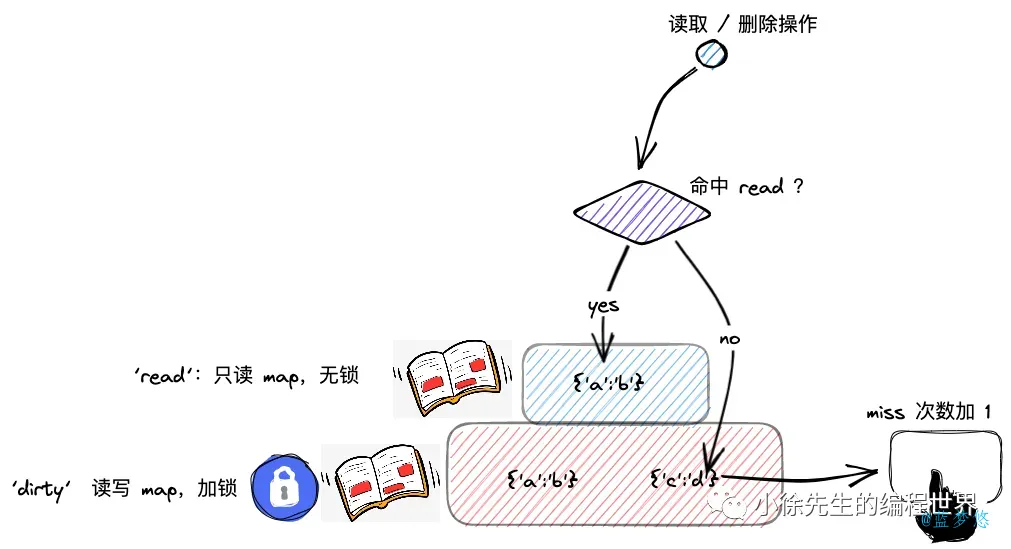 读取 / 删除操作
命中 read ?
yes
no
'read': 只读 map, 无锁
{'a':'b'}
miss 次数加 1
'dirty' 读写 map, 加锁
{'a':'b'}
{'c':'d'}
小徐先生的编程世界
@蓝梦悠